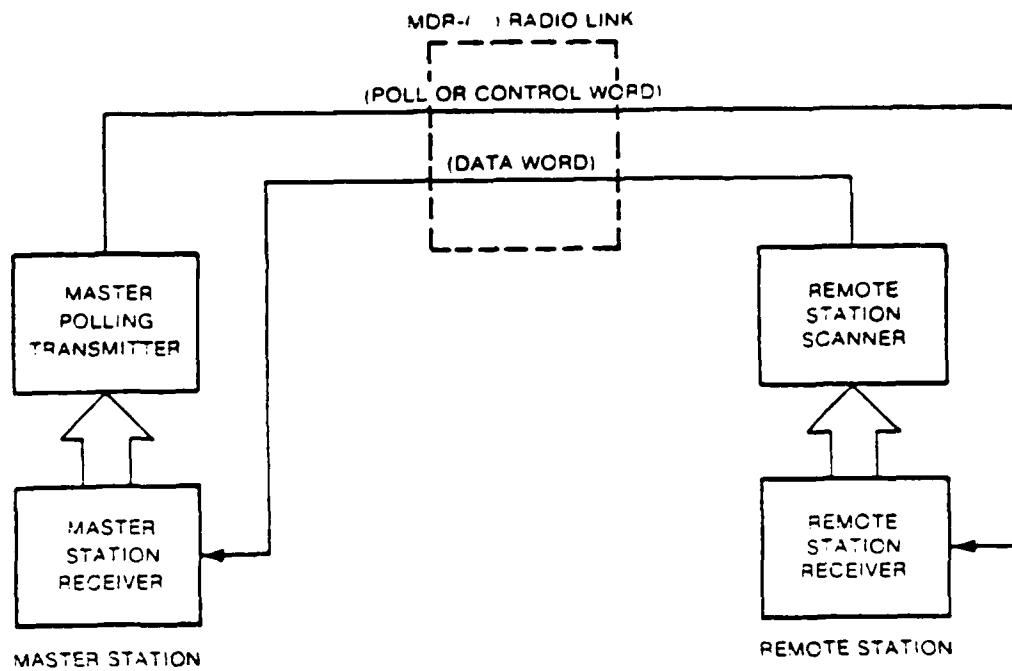 MDR-( ) RADIO LINK
(POLL OR CONTROL WORD)
(DATA WORD)
MASTER
POLLING
TRANSMITTER
REMOTE
STATION
SCANNER
MASTER
STATION
RECEIVER
REMOTE
STATION
RECEIVER
MASTER STATION
REMOTE STATION